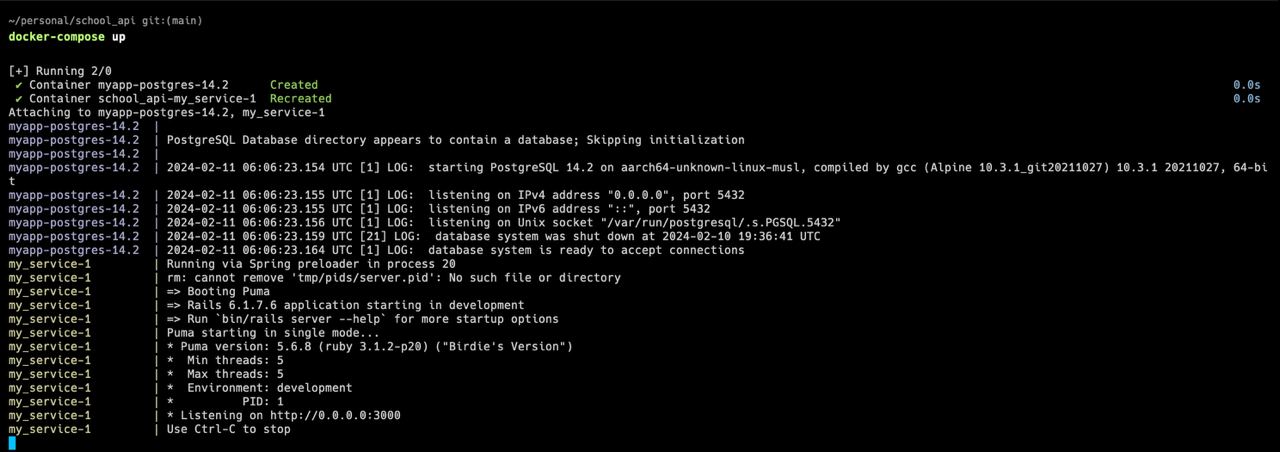 ~/personal/school_api git:(main)
docker-compose up
[+] Running 2/0
✔ Container myapp-postgres-14.2 Created 0.0s
✔ Container school_api-my_service-1 Recreated 0.0s
Attaching to myapp-postgres-14.2, my_service-1
myapp-postgres-14.2 |
myapp-postgres-14.2 | PostgreSQL Database directory appears to contain a database; Skipping initialization
myapp-postgres-14.2 |
myapp-postgres-14.2 | 2024-02-11 06:06:23.154 UTC [1] LOG:  starting PostgreSQL 14.2 on aarch64-unknown-linux-musl, compiled by gcc (Alpine 10.3.1_git20211027) 10.3.1 20211027, 64-bi
t
myapp-postgres-14.2 | 2024-02-11 06:06:23.155 UTC [1] LOG:  listening on IPv4 address "0.0.0.0", port 5432
myapp-postgres-14.2 | 2024-02-11 06:06:23.155 UTC [1] LOG:  listening on IPv6 address "::", port 5432
myapp-postgres-14.2 | 2024-02-11 06:06:23.156 UTC [1] LOG:  listening on Unix socket "/var/run/postgresql/.s.PGSQL.5432"
myapp-postgres-14.2 | 2024-02-11 06:06:23.159 UTC [21] LOG:  database system was shut down at 2024-02-10 19:36:41 UTC
myapp-postgres-14.2 | 2024-02-11 06:06:23.164 UTC [1] LOG:  database system is ready to accept connections
my_service-1 | Running via Spring preloader in process 20
my_service-1 | rm: cannot remove 'tmp/pids/server.pid': No such file or directory
my_service-1 | => Booting Puma
my_service-1 | => Rails 6.1.7.6 application starting in development
my_service-1 | => Run `bin/rails server --help` for more startup options
my_service-1 | Puma starting in single mode...
my_service-1 | * Puma version: 5.6.8 (ruby 3.1.2-p20) ("Birdie's Version")
my_service-1 | *  Min threads: 5
my_service-1 | *  Max threads: 5
my_service-1 | *  Environment: development
my_service-1 | *          PID: 1
my_service-1 | * Listening on http://0.0.0.0:3000
my_service-1 | Use Ctrl-C to stop